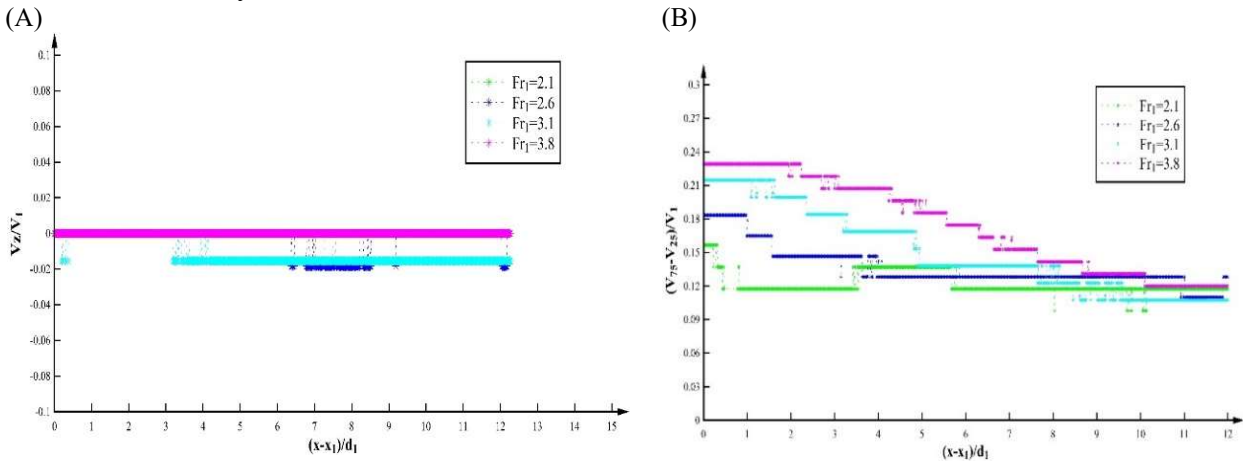 (A)
(B)
0.1
0.08
0.06
0.04
0.02
0
-0.02
-0.04
-0.06
-0.08
-0.1
Vz/V1
0 1 2 3 4 5 6 7 8 9 10 11 12 13 14 15
(x-x1)/d1
Fr1=2.1
Fr1=2.6
Fr1=3.1
Fr1=3.8
0.3
0.27
0.24
0.21
0.18
0.15
0.12
0.09
0.06
0.03
0
(V75-V25)/V1
0 1 2 3 4 5 6 7 8 9 10 11 12
(x-x1)/d1
Fr1=2.1
Fr1=2.6
Fr1=3.1
Fr1=3.8